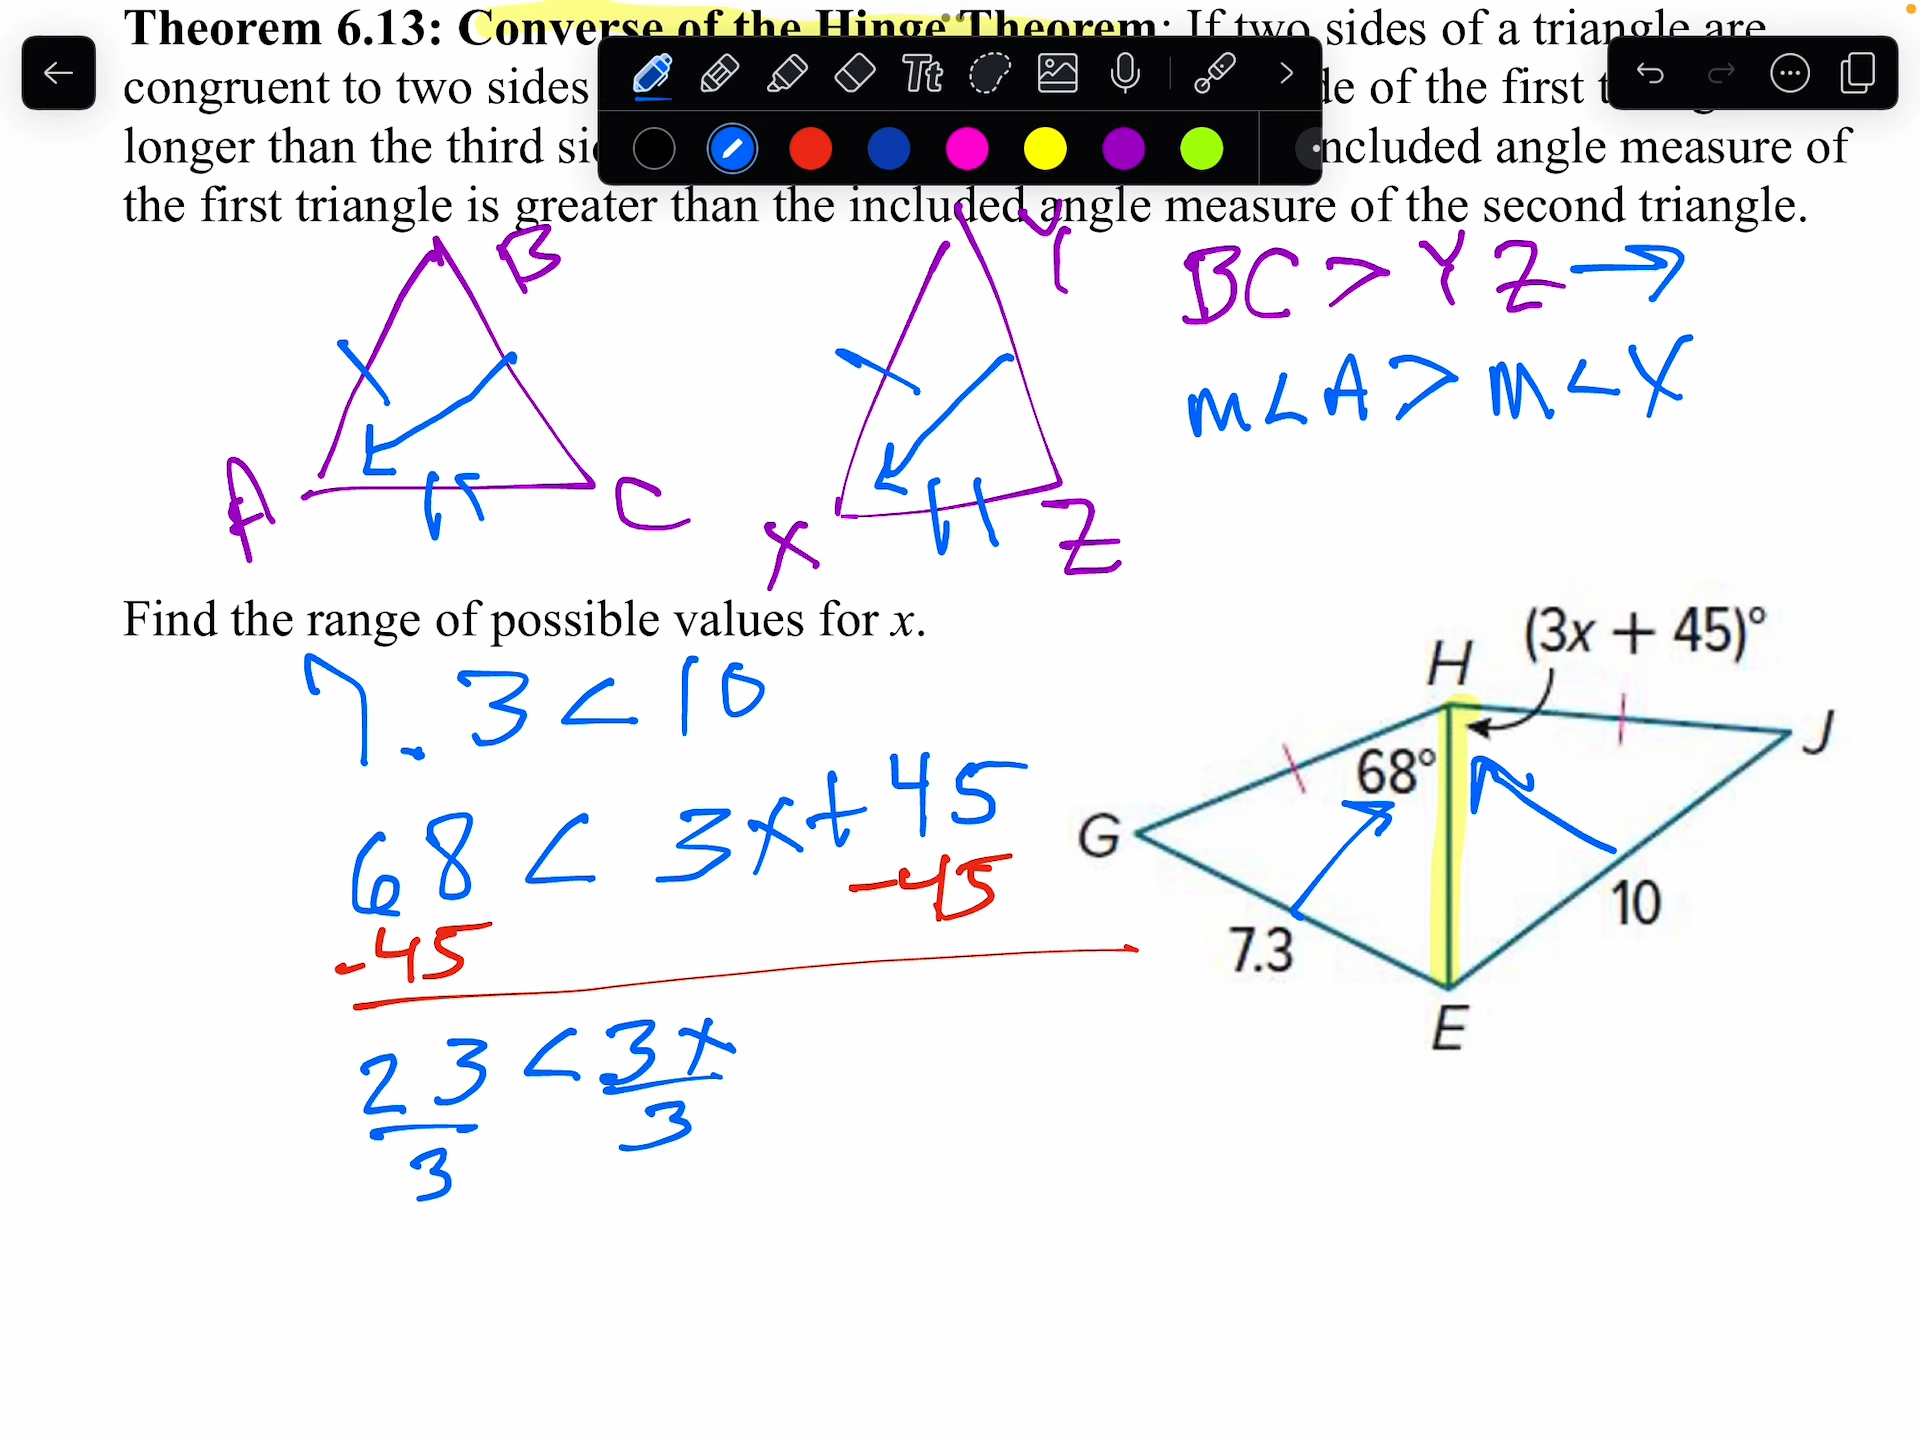 Theorem 6.13: Converse of the Hinge Theorem: If two sides of a triangle are
congruent to two sides de of the first t
longer than the third si included angle measure of
the first triangle is greater than the included angle measure of the second triangle.
Tt
B
Y
BC > YZ →
m∠A > m∠X
A
C
X
Z
Find the range of possible values for x.
7.3 < 10
68 < 3x + 45
-45 -45
23 < 3x
3 3
(3x + 45)°
H
J
68°
G
10
7.3
E